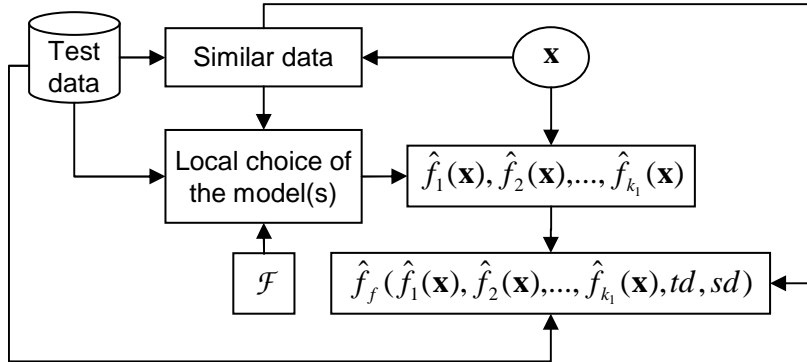 Test
data
Similar data
x
Local choice of
the model(s)
f̂₁(x), f̂₂(x),..., f̂ₖ₁(x)
ℱ
f̂_f(f̂₁(x), f̂₂(x),..., f̂ₖ₁(x),td,sd)